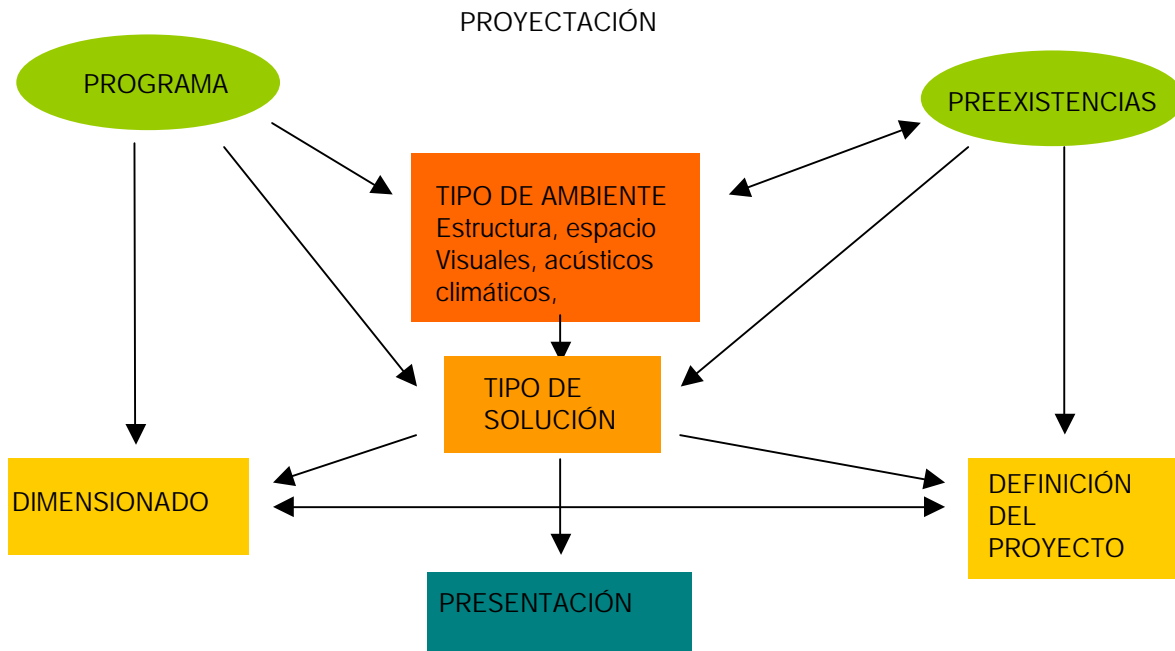 PROYECTACIÓN
PROGRAMA
PREEXISTENCIAS
TIPO DE AMBIENTE
Estructura, espacio
Visuales, acústicos
climáticos,
TIPO DE
SOLUCIÓN
DIMENSIONADO
DEFINICIÓN
DEL
PROYECTO
PRESENTACIÓN